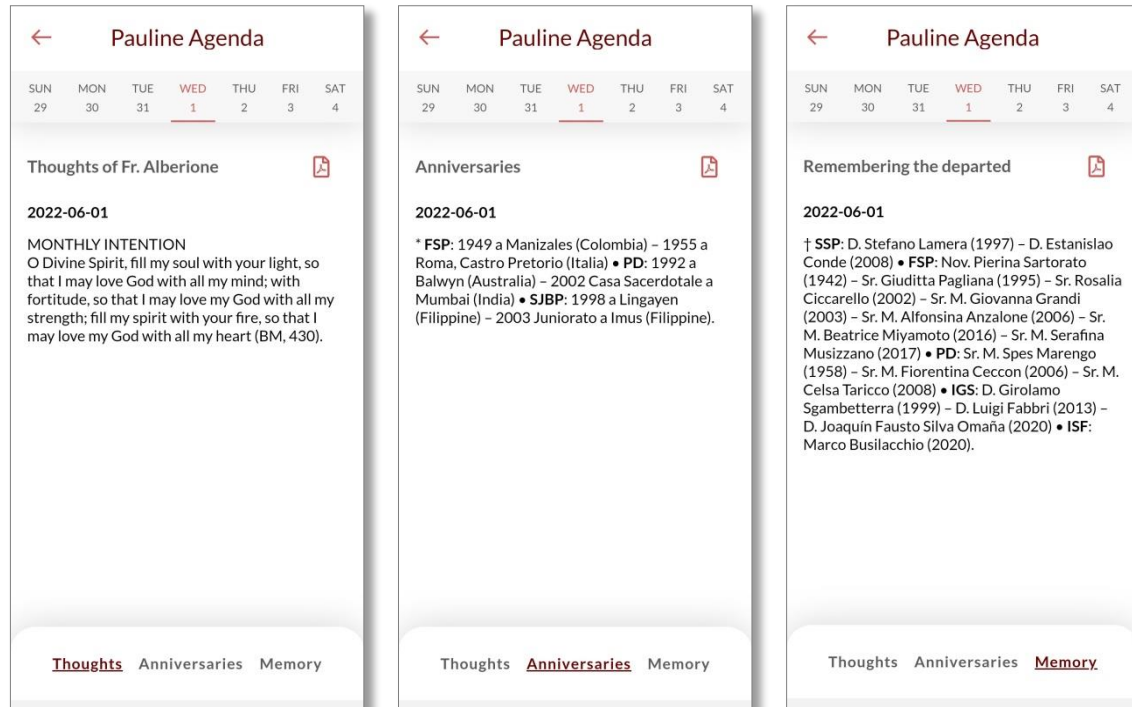 Pauline Agenda
SUN MON TUE WED THU FRI SAT
29 30 31 1 2 3 4
Thoughts of Fr. Alberione
2022-06-01
MONTHLY INTENTION
O Divine Spirit, fill my soul with your light, so
that I may love God with all my mind; with
fortitude, so that I may love my God with all my
strength; fill my spirit with your fire, so that I
may love my God with all my heart (BM, 430).
Thoughts Anniversaries Memory
Pauline Agenda
SUN MON TUE WED THU FRI SAT
29 30 31 1 2 3 4
Anniversaries
2022-06-01
* FSP: 1949 a Manizales (Colombia) – 1955 a
Roma, Castro Pretorio (Italia) • PD: 1992 a
Balwyn (Australia) – 2002 Casa Sacerdotale a
Mumbai (India) • SJBP: 1998 a Lingayen
(Filippine) – 2003 Juniorato a Imus (Filippine).
Thoughts Anniversaries Memory
Pauline Agenda
SUN MON TUE WED THU FRI SAT
29 30 31 1 2 3 4
Remembering the departed
2022-06-01
† SSP: D. Stefano Lamera (1997) – D. Estanislao
Conde (2008) • FSP: Nov. Pierina Sartorato
(1942) – Sr. Giuditta Pagliana (1995) – Sr. Rosalia
Ciccarello (2002) – Sr. M. Giovanna Grandi
(2003) – Sr. M. Alfonsina Anzalone (2006) – Sr.
M. Beatrice Miyamoto (2016) – Sr. M. Serafina
Musizzano (2017) • PD: Sr. M. Spes Marengo
(1958) – Sr. M. Fiorentina Ceccon (2006) – Sr. M.
Celsa Taricco (2008) • IGS: D. Girolamo
Sgambetterra (1999) – D. Luigi Fabbri (2013) –
D. Joaquín Fausto Silva Omaña (2020) • ISF:
Marco Busilacchio (2020).
Thoughts Anniversaries Memory